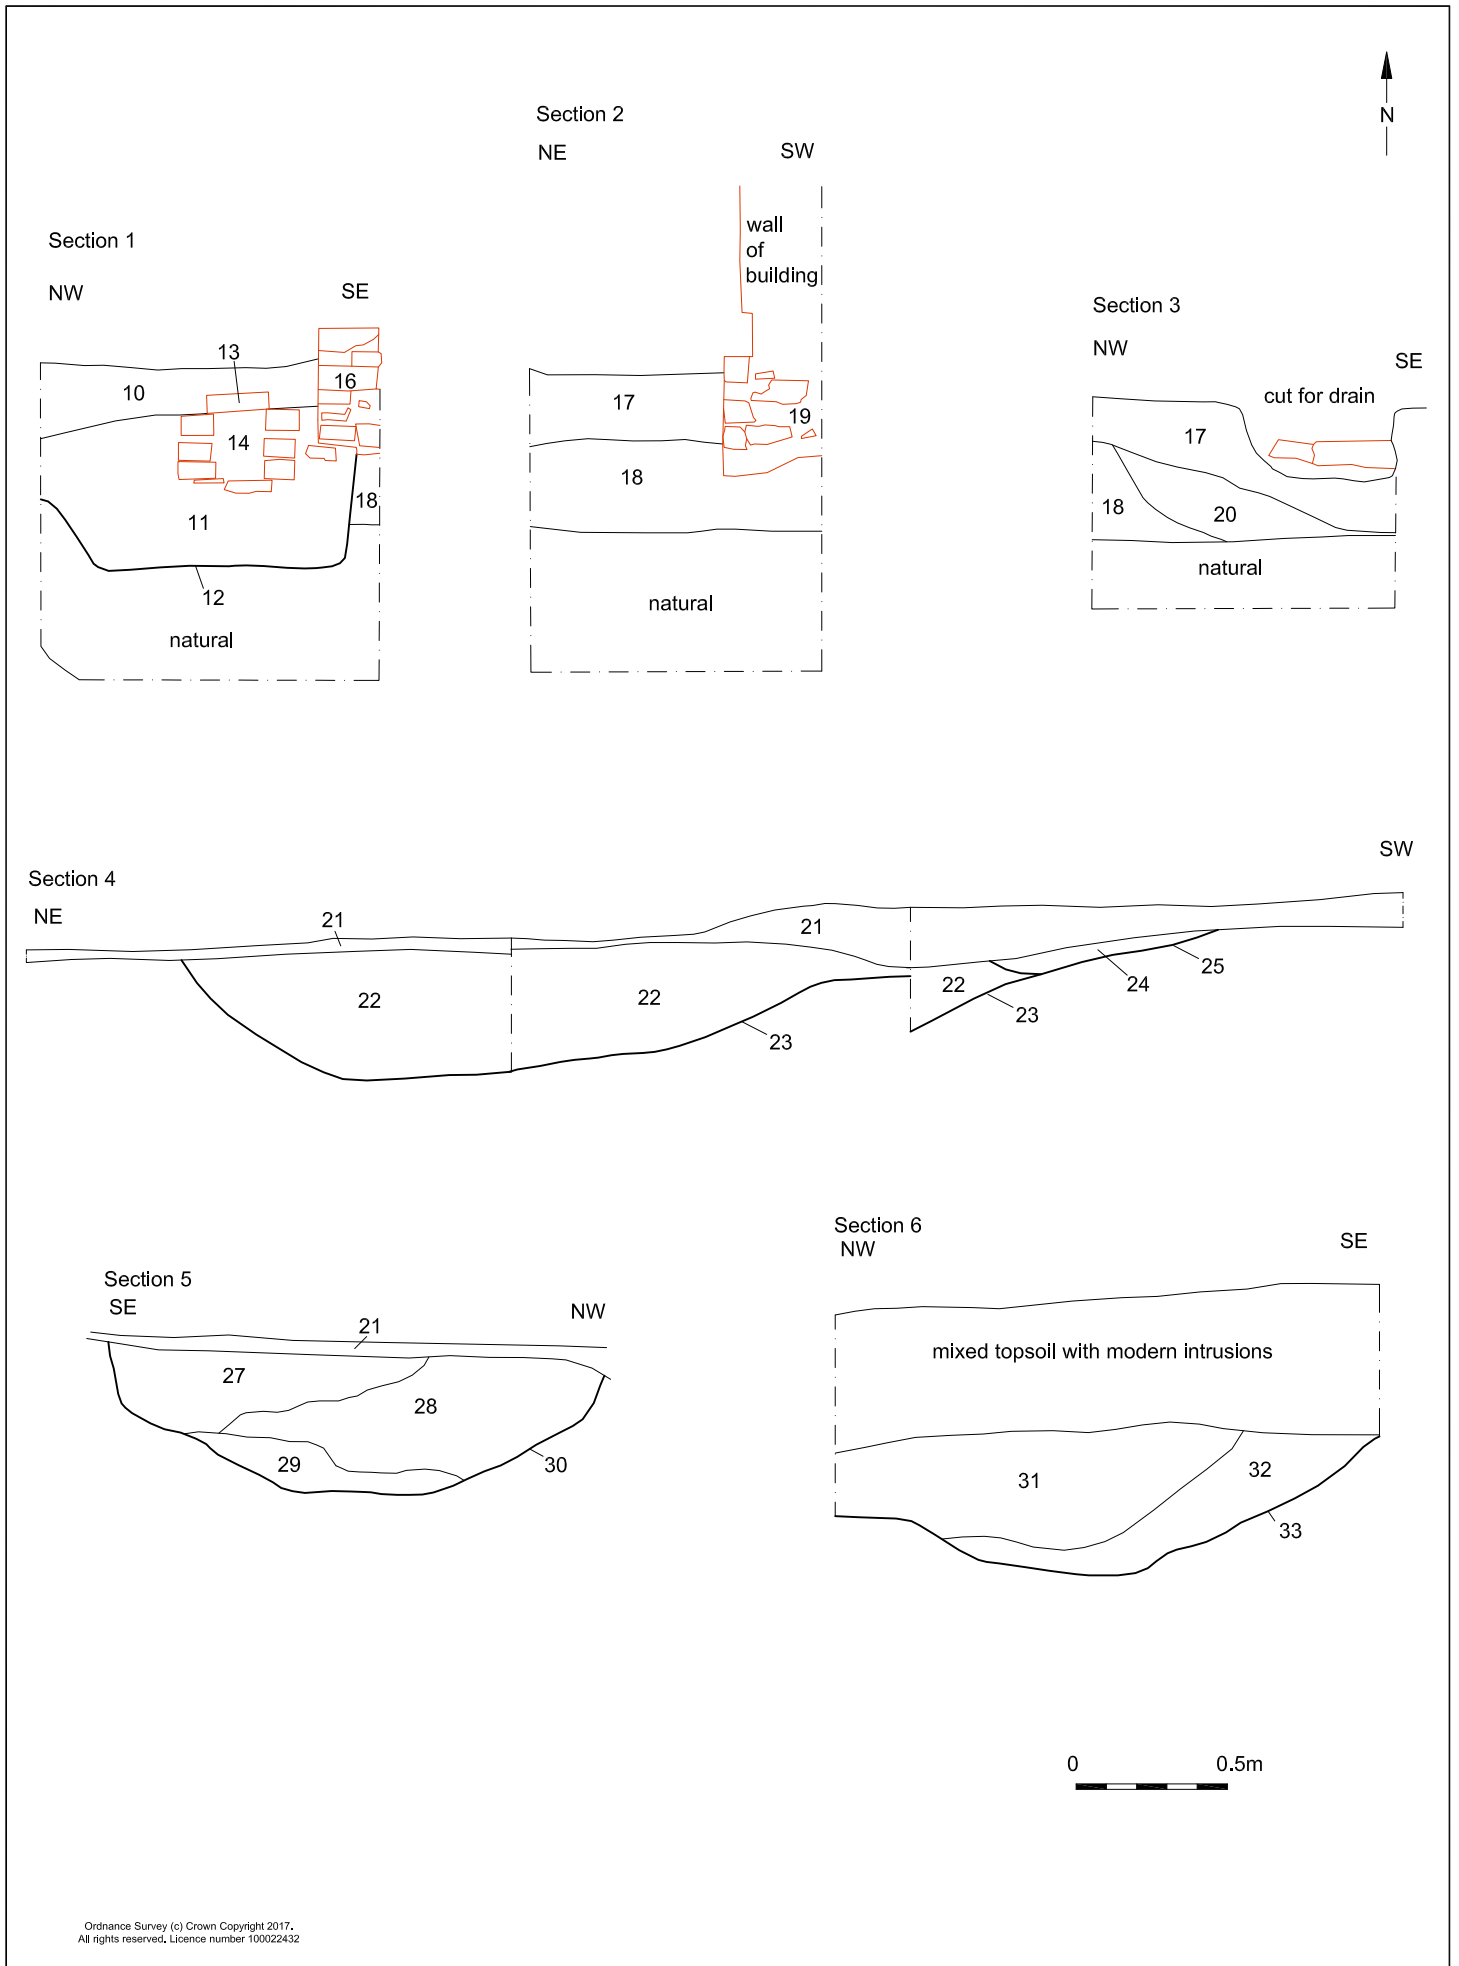 N
Section 2
NE
SW
wall
of
building
17
19
18
natural
Section 1
NW
SE
13
10
16
14
18
11
12
natural
Section 3
NW
SE
cut for drain
17
18
20
natural
Section 4
NE
SW
21
21
22
22
22
23
23
24
25
Section 5
SE
NW
21
27
28
29
30
Section 6
NW
SE
mixed topsoil with modern intrusions
31
32
33
0
0.5m
Ordnance Survey (c) Crown Copyright 2017.
All rights reserved. Licence number 100022432